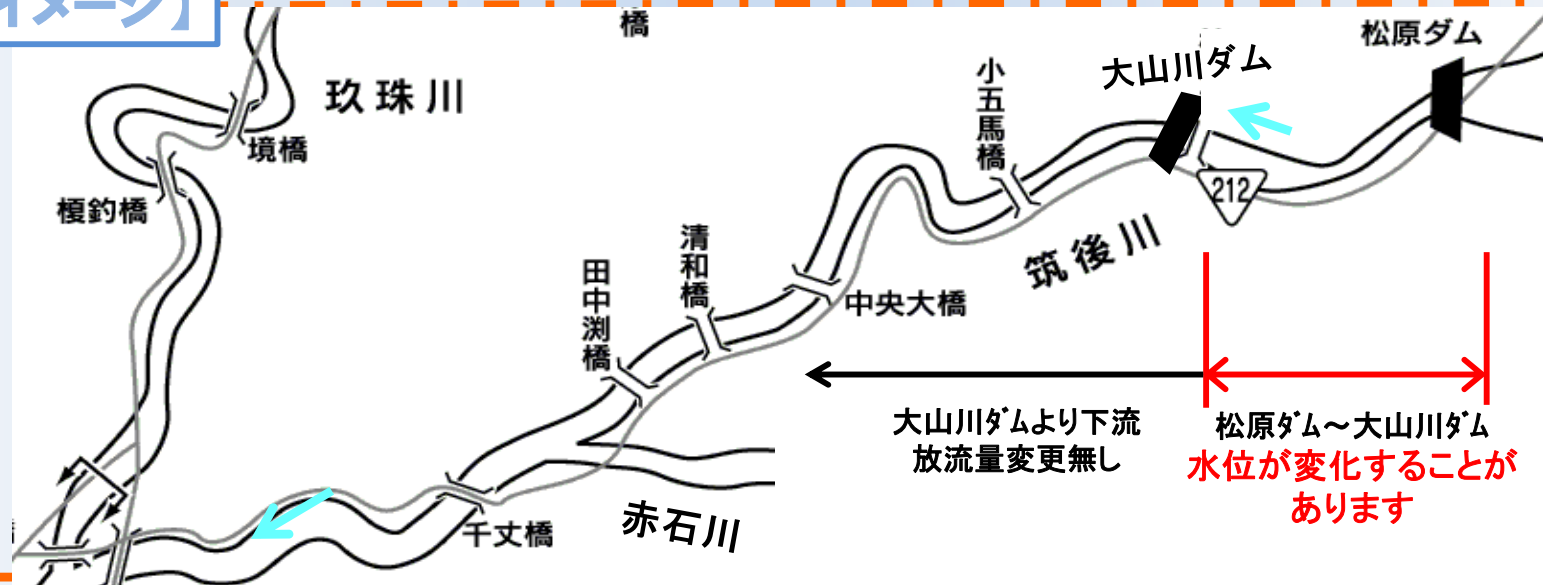 イメージ】
橋
松原ダム
大山川ダム
小五馬橋
玖珠川
境橋
榎釣橋
212
筑後川
清和橋
田中渕橋
中央大橋
大山川ダムより下流
放流量変更無し
松原ダム～大山川ダム
水位が変化することが
あります
千丈橋
赤石川